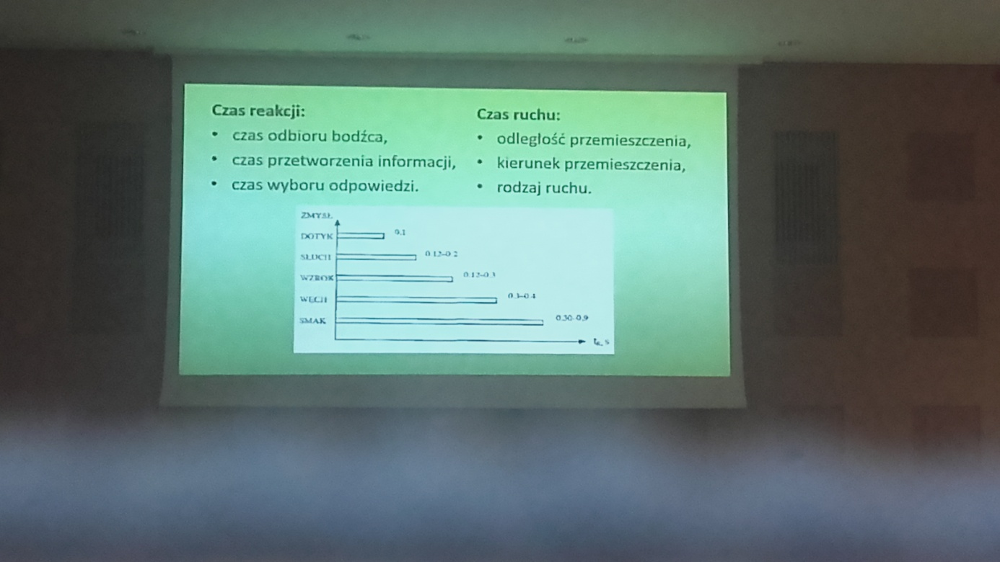 Czas reakcji:
• czas odbioru bodźca,
• czas przetworzenia informacji,
• czas wyboru odpowiedzi.
Czas ruchu:
• odległość przemieszczenia,
• kierunek przemieszczenia,
• rodzaj ruchu.
ZMYSŁ
DOTYK 0.1
SŁUCH 0.12-0.2
WZROK 0.12-0.3
WĘCH 0.3-0.4
SMAK 0.30-0,9